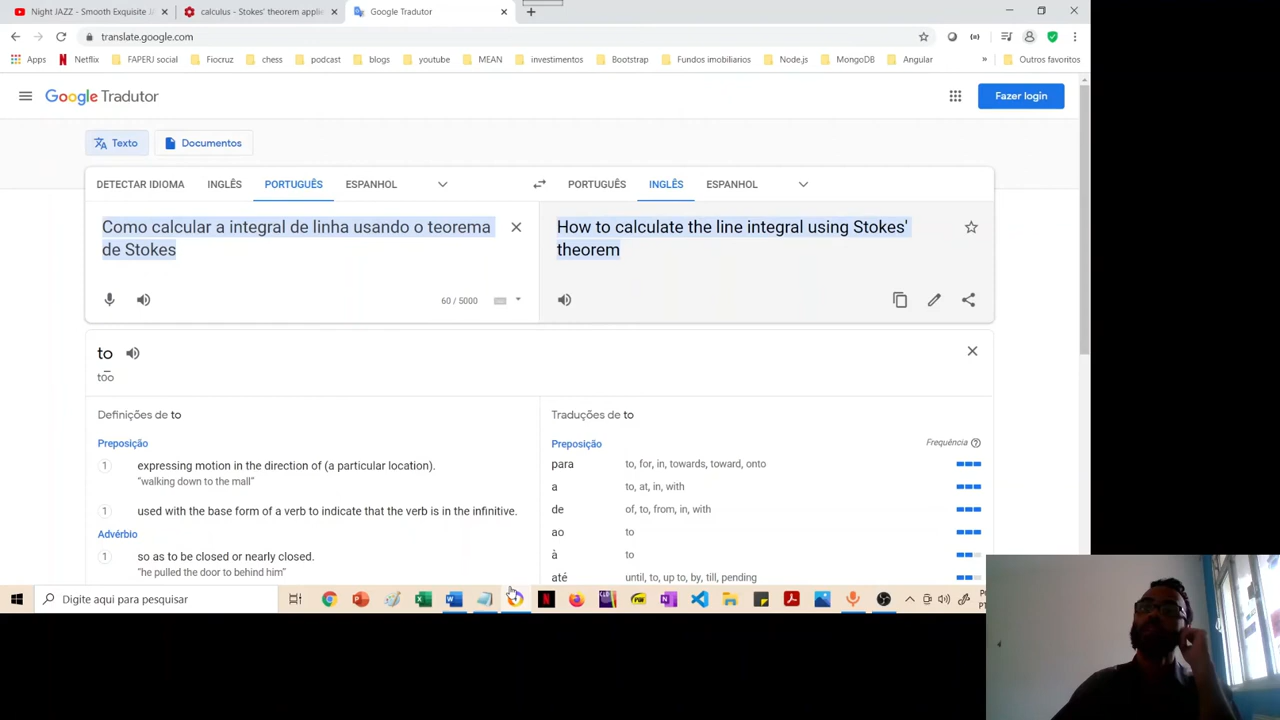 Night JAZZ - Smooth Exquisite JA
calculus - Stokes' theorem appli
Google Tradutor
translate.google.com
Apps
Netflix
FAPERJ social
Fiocruz
chess
podcast
blogs
youtube
MEAN
investimentos
Bootstrap
Fundos imobiliarios
Node.js
MongoDB
Angular
»
Outros favoritos
Google Tradutor
Fazer login
Texto
Documentos
DETECTAR IDIOMA
INGLÊS
PORTUGUÊS
ESPANHOL
PORTUGUÊS
INGLÊS
ESPANHOL
Como calcular a integral de linha usando o teorema
de Stokes
60 / 5000
How to calculate the line integral using Stokes'
theorem
to
to͞o
Definições de to
Preposição
1 expressing motion in the direction of (a particular location).
"walking down to the mall"
1 used with the base form of a verb to indicate that the verb is in the infinitive.
Advérbio
1 so as to be closed or nearly closed.
"he pulled the door to behind him"
Traduções de to
Preposição
Frequência
para to, for, in, towards, toward, onto
a to, at, in, with
de of, to, from, in, with
ao to
à to
até until, to, up to, by, till, pending
Digite aqui para pesquisar